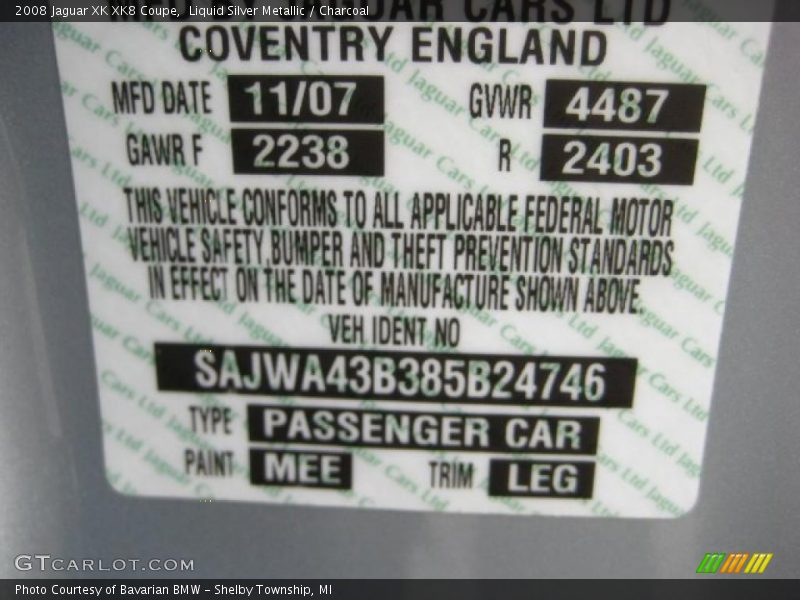 2008 Jaguar XK XK8 Coupe, Liquid Silver Metallic / Charcoal
CARS LTD
COVENTRY ENGLAND
MFD DATE 11/07 GVWR 4487
GAWR F 2238 R 2403
THIS VEHICLE CONFORMS TO ALL APPLICABLE FEDERAL MOTOR
VEHICLE SAFETY,BUMPER AND THEFT PREVENTION STANDARDS
IN EFFECT ON THE DATE OF MANUFACTURE SHOWN ABOVE.
VEH IDENT NO
SAJWA43B385B24746
TYPE PASSENGER CAR
PAINT MEE TRIM LEG
GTCARLOT.COM
Photo Courtesy of Bavarian BMW - Shelby Township, MI